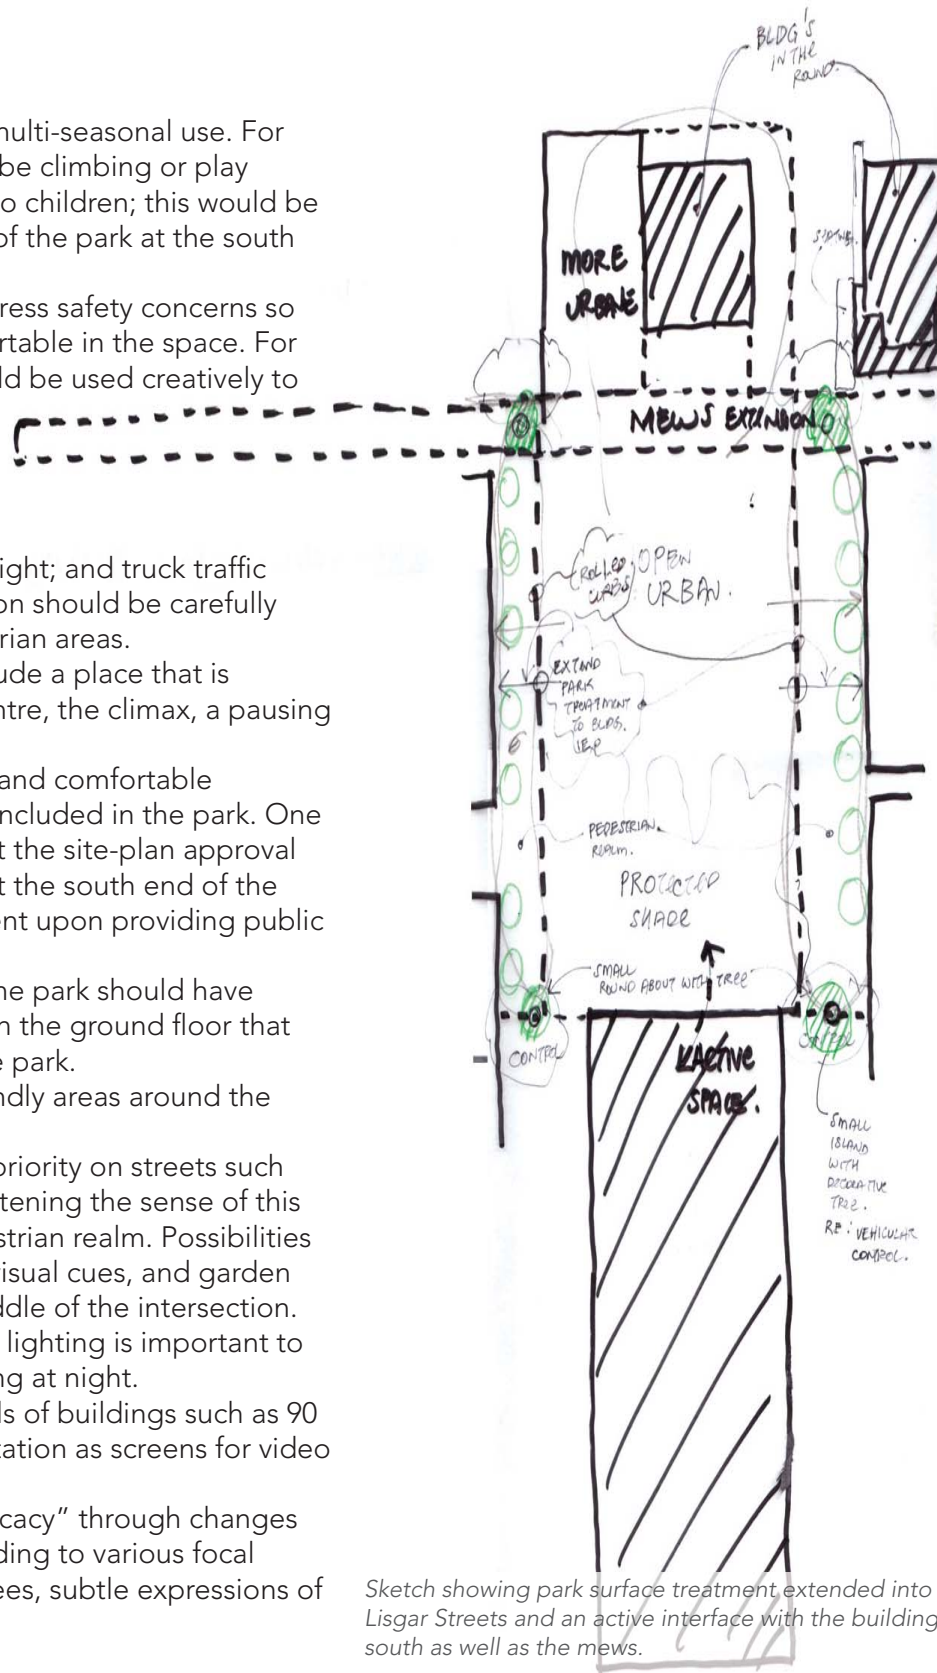 multi-seasonal use. For
be climbing or play
o children; this would be
of the park at the south
ress safety concerns so
rtable in the space. For
ld be used creatively to
ight; and truck traffic
on should be carefully
rian areas.
ude a place that is
ntre, the climax, a pausing
and comfortable
ncluded in the park. One
t the site-plan approval
t the south end of the
ent upon providing public
ne park should have
n the ground floor that
e park.
ndly areas around the
priority on streets such
tening the sense of this
strian realm. Possibilities
visual cues, and garden
ddle of the intersection.
lighting is important to
ng at night.
ls of buildings such as 90
tation as screens for video
cacy” through changes
ding to various focal
ees, subtle expressions of
BLDG'S
IN THE
ROUND.
MORE
URBANE
MEWS EXTENSION
ROLLED
CURBS
OPEN
URBAN.
EXTEND
PARK
TREATMENT
TO BLDG.
PEDESTRIAN
REALM.
PROTECTED
SHADE
SMALL
ROUND ABOUT WITH TREE
CONTROL
CONTROL
ACTIVE
SPACE.
SMALL
ISLAND
WITH
DECORATIVE
TREE.
RE: VEHICULAR
CONTROL.
Sketch showing park surface treatment extended into
Lisgar Streets and an active interface with the building
south as well as the mews.